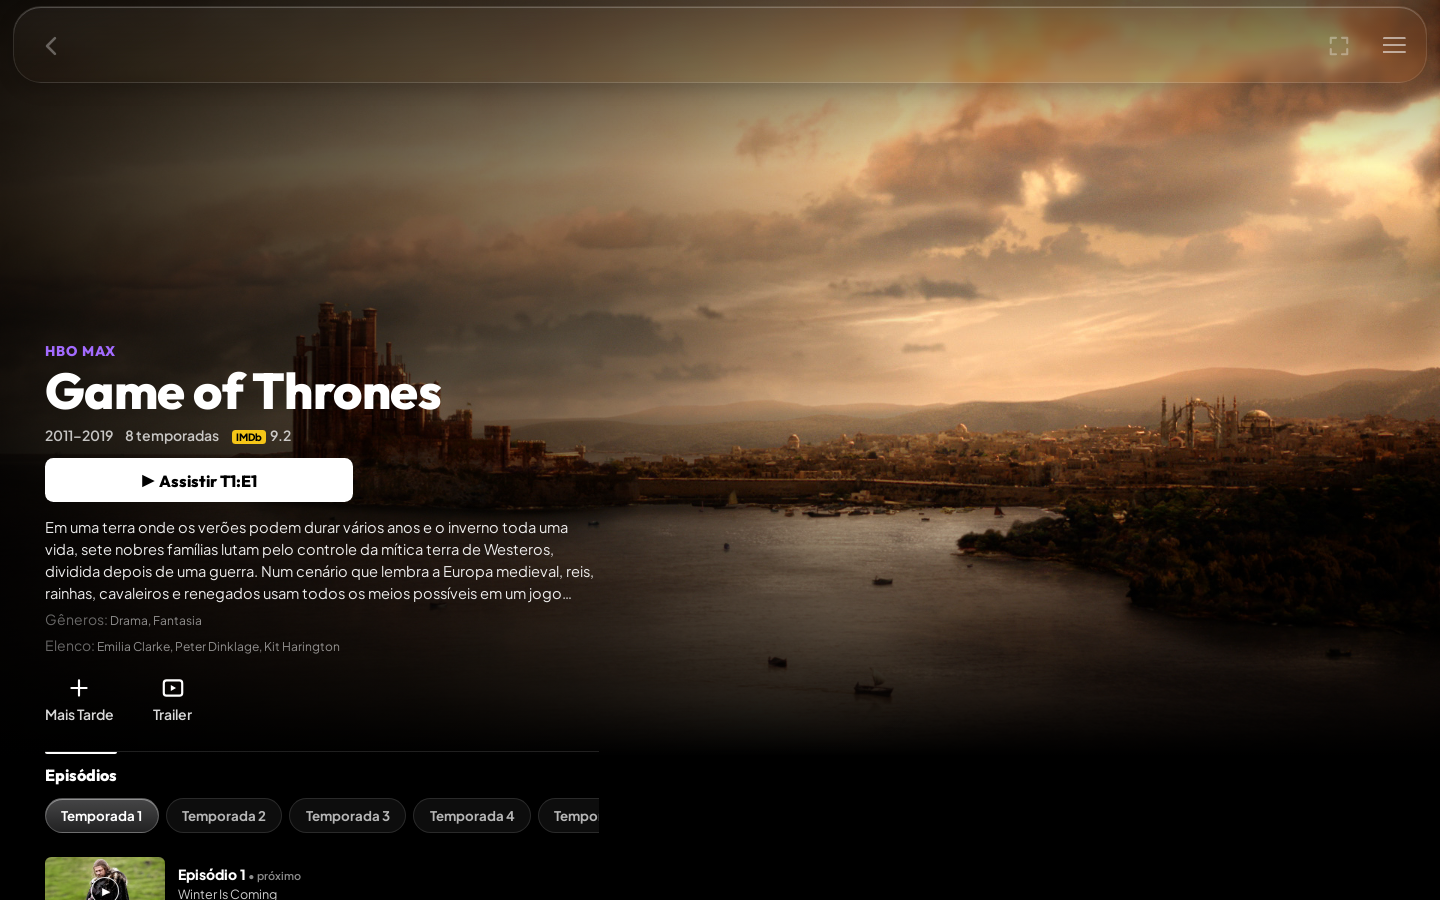 HBO MAX
Game of Thrones
2011–2019 8 temporadas IMDb 9.2
Assistir T1:E1
Em uma terra onde os verões podem durar vários anos e o inverno toda uma
vida, sete nobres famílias lutam pelo controle da mítica terra de Westeros,
dividida depois de uma guerra. Num cenário que lembra a Europa medieval, reis,
rainhas, cavaleiros e renegados usam todos os meios possíveis em um jogo...
Gêneros: Drama, Fantasia
Elenco: Emilia Clarke, Peter Dinklage, Kit Harington
Mais Tarde Trailer
Episódios
Temporada 1 Temporada 2 Temporada 3 Temporada 4 Tempo
Episódio 1 • próximo
Winter Is Coming